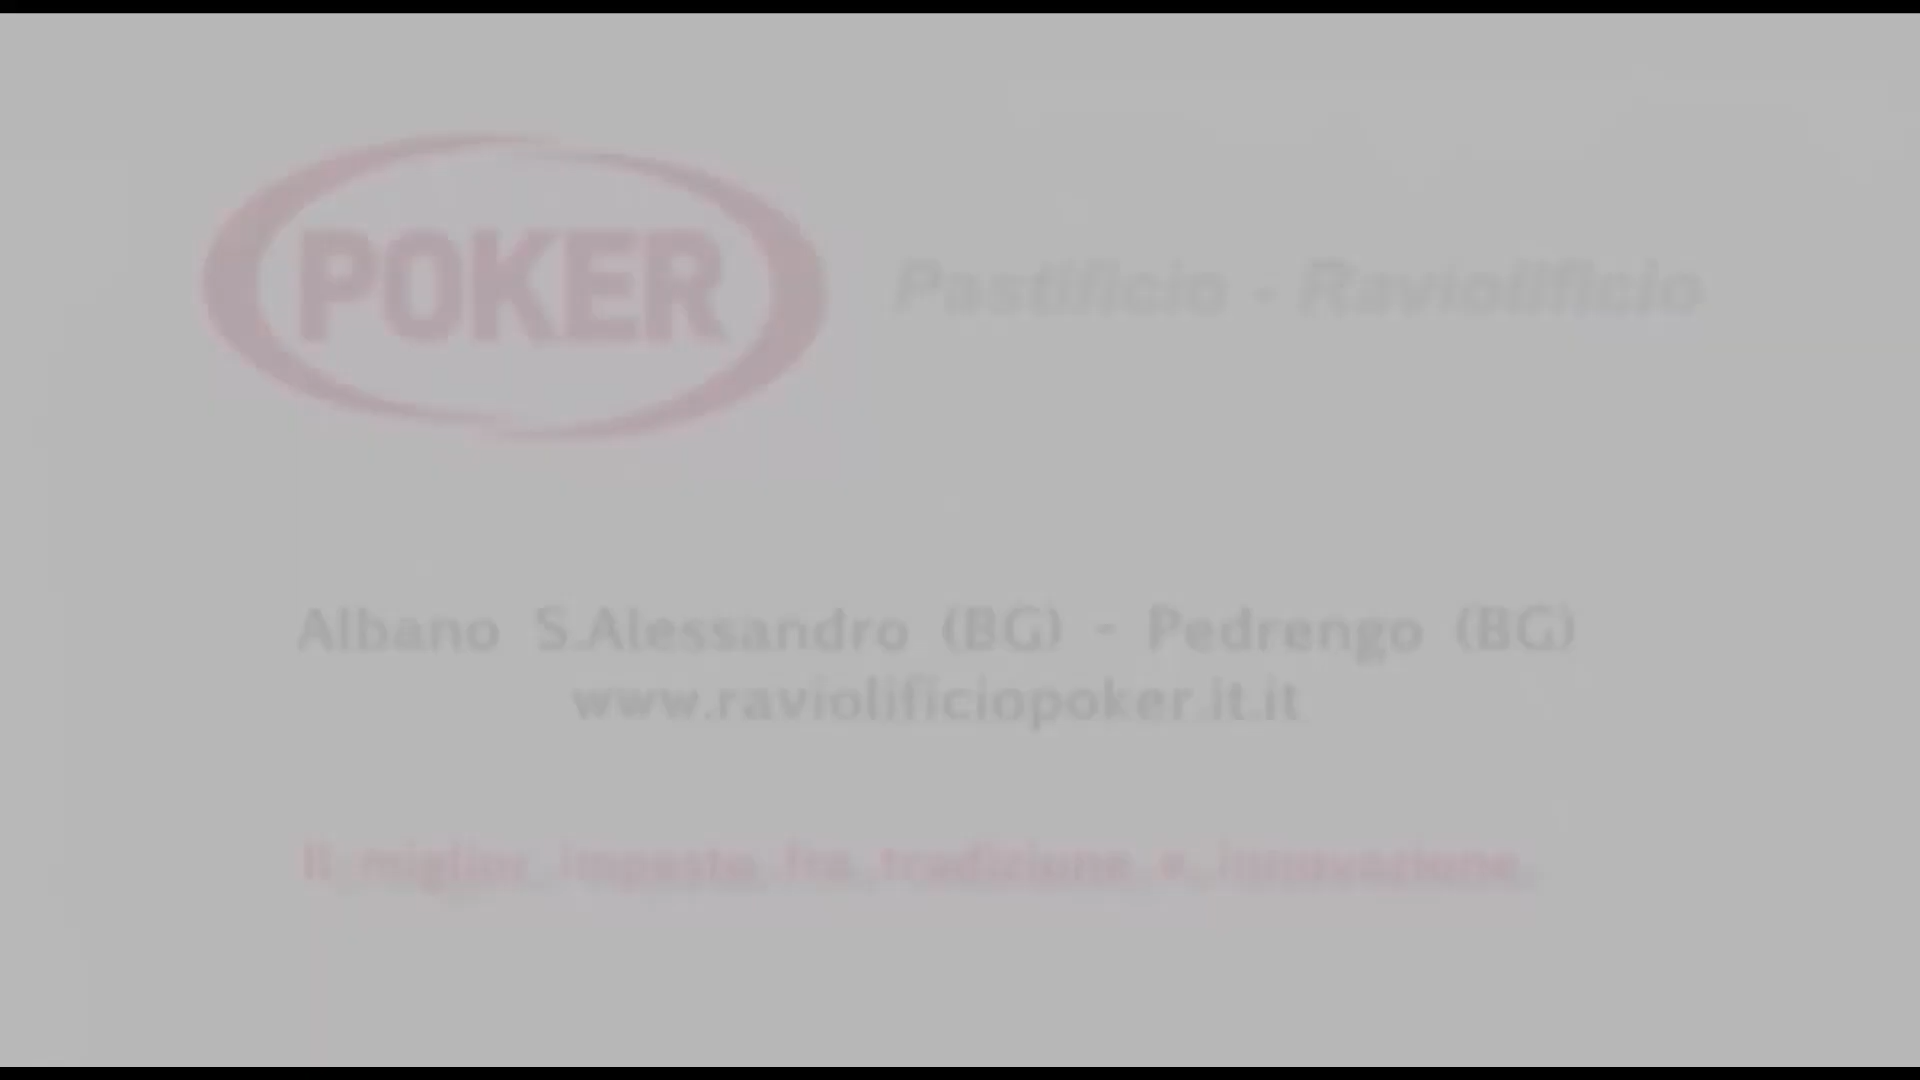 POKER
Pastificio - Raviolificio
Albano S.Alessandro (BG) - Pedrengo (BG)
www.raviolificiopoker.it.it
Il miglior impasto fra tradizione e innovazione